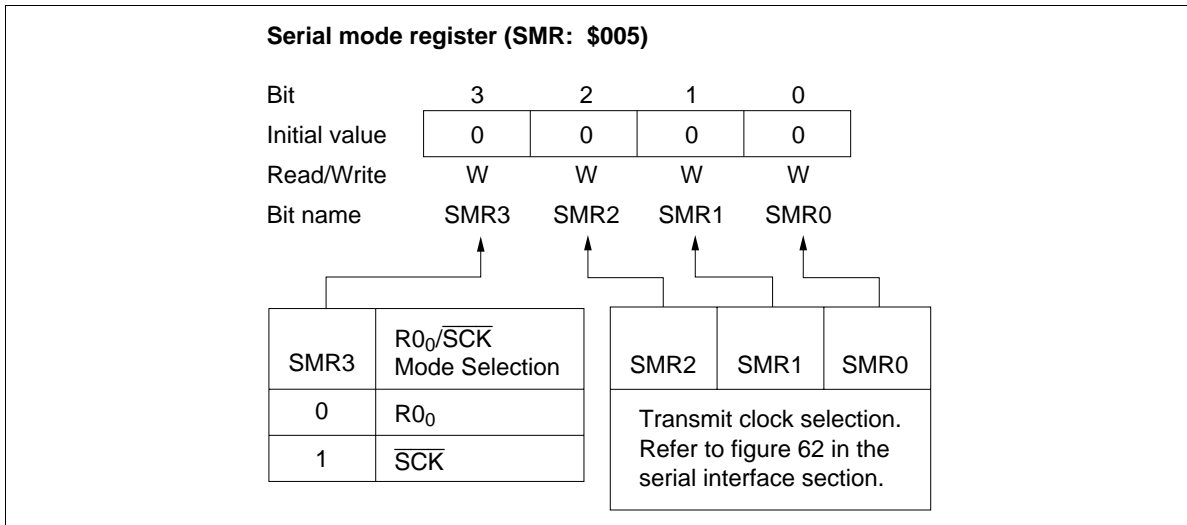 Serial mode register (SMR: $005)
Bit 3 2 1 0
Initial value 0 0 0 0
Read/Write W W W W
Bit name SMR3 SMR2 SMR1 SMR0
SMR3
R0₀/S̅C̅K̅
Mode Selection
0 R0₀
1 S̅C̅K̅
SMR2 SMR1 SMR0
Transmit clock selection.
Refer to figure 62 in the
serial interface section.